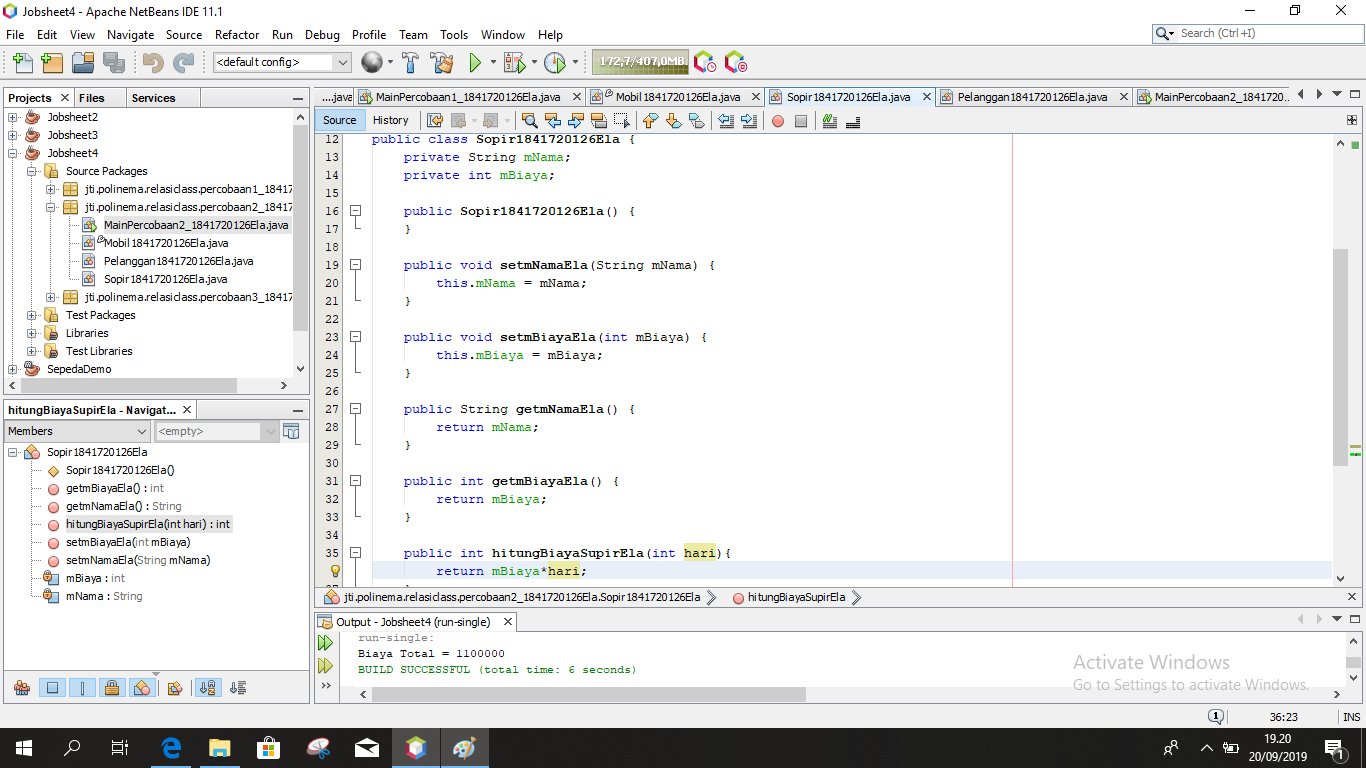 Jobsheet4 - Apache NetBeans IDE 11.1
File Edit View Navigate Source Refactor Run Debug Profile Team Tools Window Help
Search (Ctrl+I)
<default config>
172,7/407,0MB
Projects Files Services
Jobsheet2
Jobsheet3
Jobsheet4
Source Packages
jti.polinema.relasiclass.percobaan1_18417
jti.polinema.relasiclass.percobaan2_18417
MainPercobaan2_1841720126Ela.java
Mobil1841720126Ela.java
Pelanggan1841720126Ela.java
Sopir1841720126Ela.java
jti.polinema.relasiclass.percobaan3_18417
Test Packages
Libraries
Test Libraries
SepedaDemo
hitungBiayaSupirEla - Navigat...
Members <empty>
Sopir1841720126Ela
Sopir1841720126Ela()
getmBiayaEla() : int
getmNamaEla() : String
hitungBiayaSupirEla(int hari) : int
setmBiayaEla(int mBiaya)
setmNamaEla(String mNama)
mBiaya : int
mNama : String
....java MainPercobaan1_1841720126Ela.java Mobil1841720126Ela.java Sopir1841720126Ela.java Pelanggan1841720126Ela.java MainPercobaan2_184172O...
Source History
12 public class Sopir1841720126Ela {
13 private String mNama;
14 private int mBiaya;
15
16 public Sopir1841720126Ela() {
17 }
18
19 public void setmNamaEla(String mNama) {
20 this.mNama = mNama;
21 }
22
23 public void setmBiayaEla(int mBiaya) {
24 this.mBiaya = mBiaya;
25 }
26
27 public String getmNamaEla() {
28 return mNama;
29 }
30
31 public int getmBiayaEla() {
32 return mBiaya;
33 }
34
35 public int hitungBiayaSupirEla(int hari){
return mBiaya*hari;
jti.polinema.relasiclass.percobaan2_1841720126Ela.Sopir1841720126Ela hitungBiayaSupirEla
Output - Jobsheet4 (run-single)
run-single:
Biaya Total = 1100000
BUILD SUCCESSFUL (total time: 6 seconds)
Activate Windows
Go to Settings to activate Windows.
1 36:23 INS
19.20
20/09/2019
1